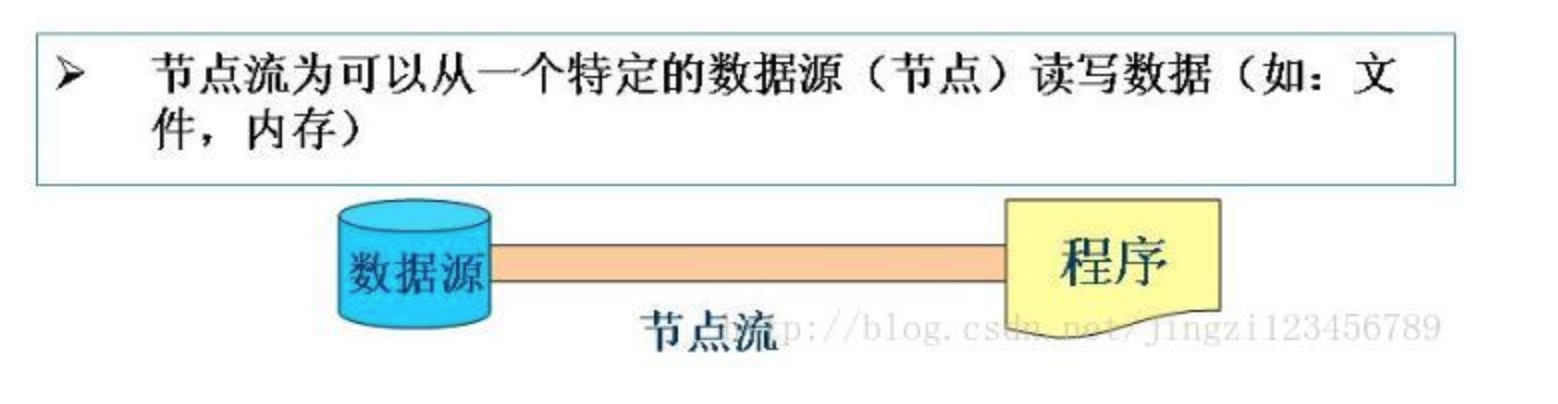 ➢ 节点流为可以从一个特定的数据源（节点）读写数据（如：文
件，内存）
数据源
程序
节点流
http://blog.csdn.net/jingzi123456789